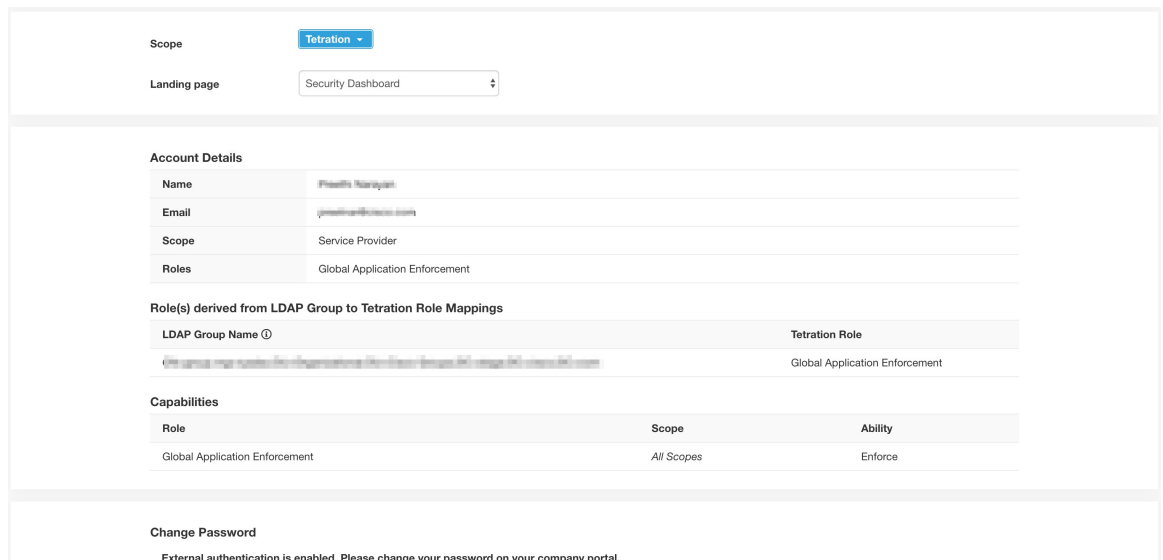 Scope Tetration
Landing page Security Dashboard
Account Details
Name
Email
Scope Service Provider
Roles Global Application Enforcement
Role(s) derived from LDAP Group to Tetration Role Mappings
LDAP Group Name Tetration Role
Global Application Enforcement
Capabilities
Role Scope Ability
Global Application Enforcement All Scopes Enforce
Change Password
External authentication is enabled. Please change your password on your company portal.